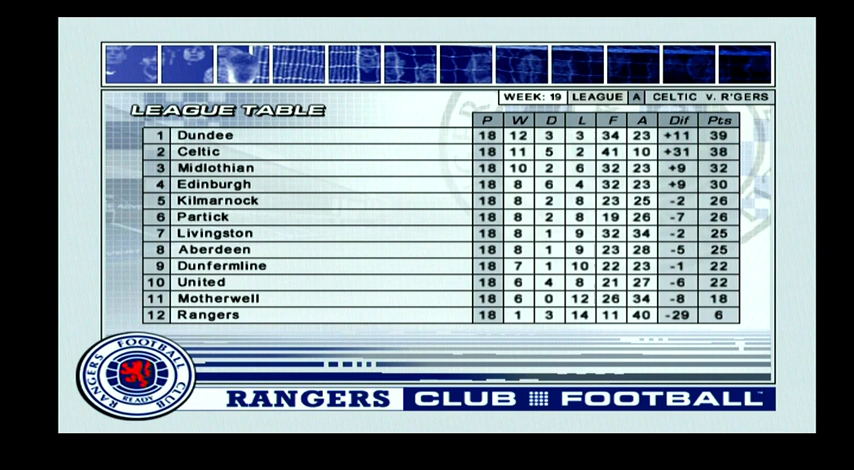 WEEK: 19 LEAGUE A CELTIC V. R'GERS
LEAGUE TABLE
P W D L F A Dif Pts
1 Dundee 18 12 3 3 34 23 +11 39
2 Celtic 18 11 5 2 41 10 +31 38
3 Midlothian 18 10 2 6 32 23 +9 32
4 Edinburgh 18 8 6 4 32 23 +9 30
5 Kilmarnock 18 8 2 8 23 25 -2 26
6 Partick 18 8 2 8 19 26 -7 26
7 Livingston 18 8 1 9 32 34 -2 25
8 Aberdeen 18 8 1 9 23 28 -5 25
9 Dunfermline 18 7 1 10 22 23 -1 22
10 United 18 6 4 8 21 27 -6 22
11 Motherwell 18 6 0 12 26 34 -8 18
12 Rangers 18 1 3 14 11 40 -29 6
RANGERS FOOTBALL CLUB
READY
RANGERS CLUB FOOTBALL™